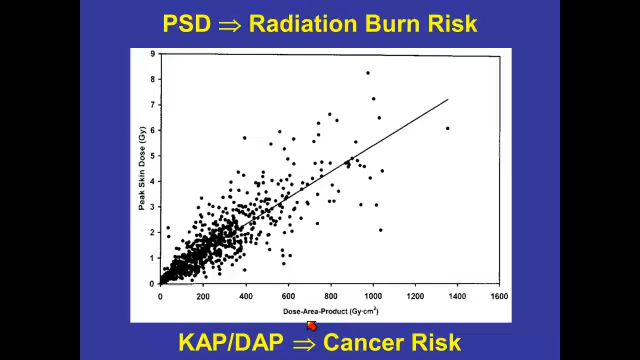 PSD ⇒ Radiation Burn Risk
9
8
7
6
5
4
3
2
1
0
Peak Skin Dose (Gy)
0 200 400 600 800 1000 1200 1400 1600
Dose-Area-Product (Gy·cm²)
KAP/DAP ⇒ Cancer Risk